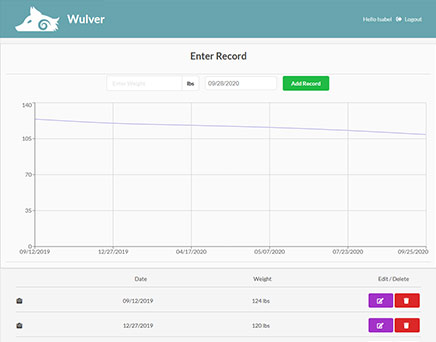 Wulver
Hello Isabel Logout
Enter Record
Enter Weight lbs 09/28/2020 Add Record
140
105
70
35
0
09/12/2019 12/27/2019 04/17/2020 05/07/2020 07/23/2020 09/25/2020
Date Weight Edit / Delete
09/12/2019 124 lbs
12/27/2019 120 lbs